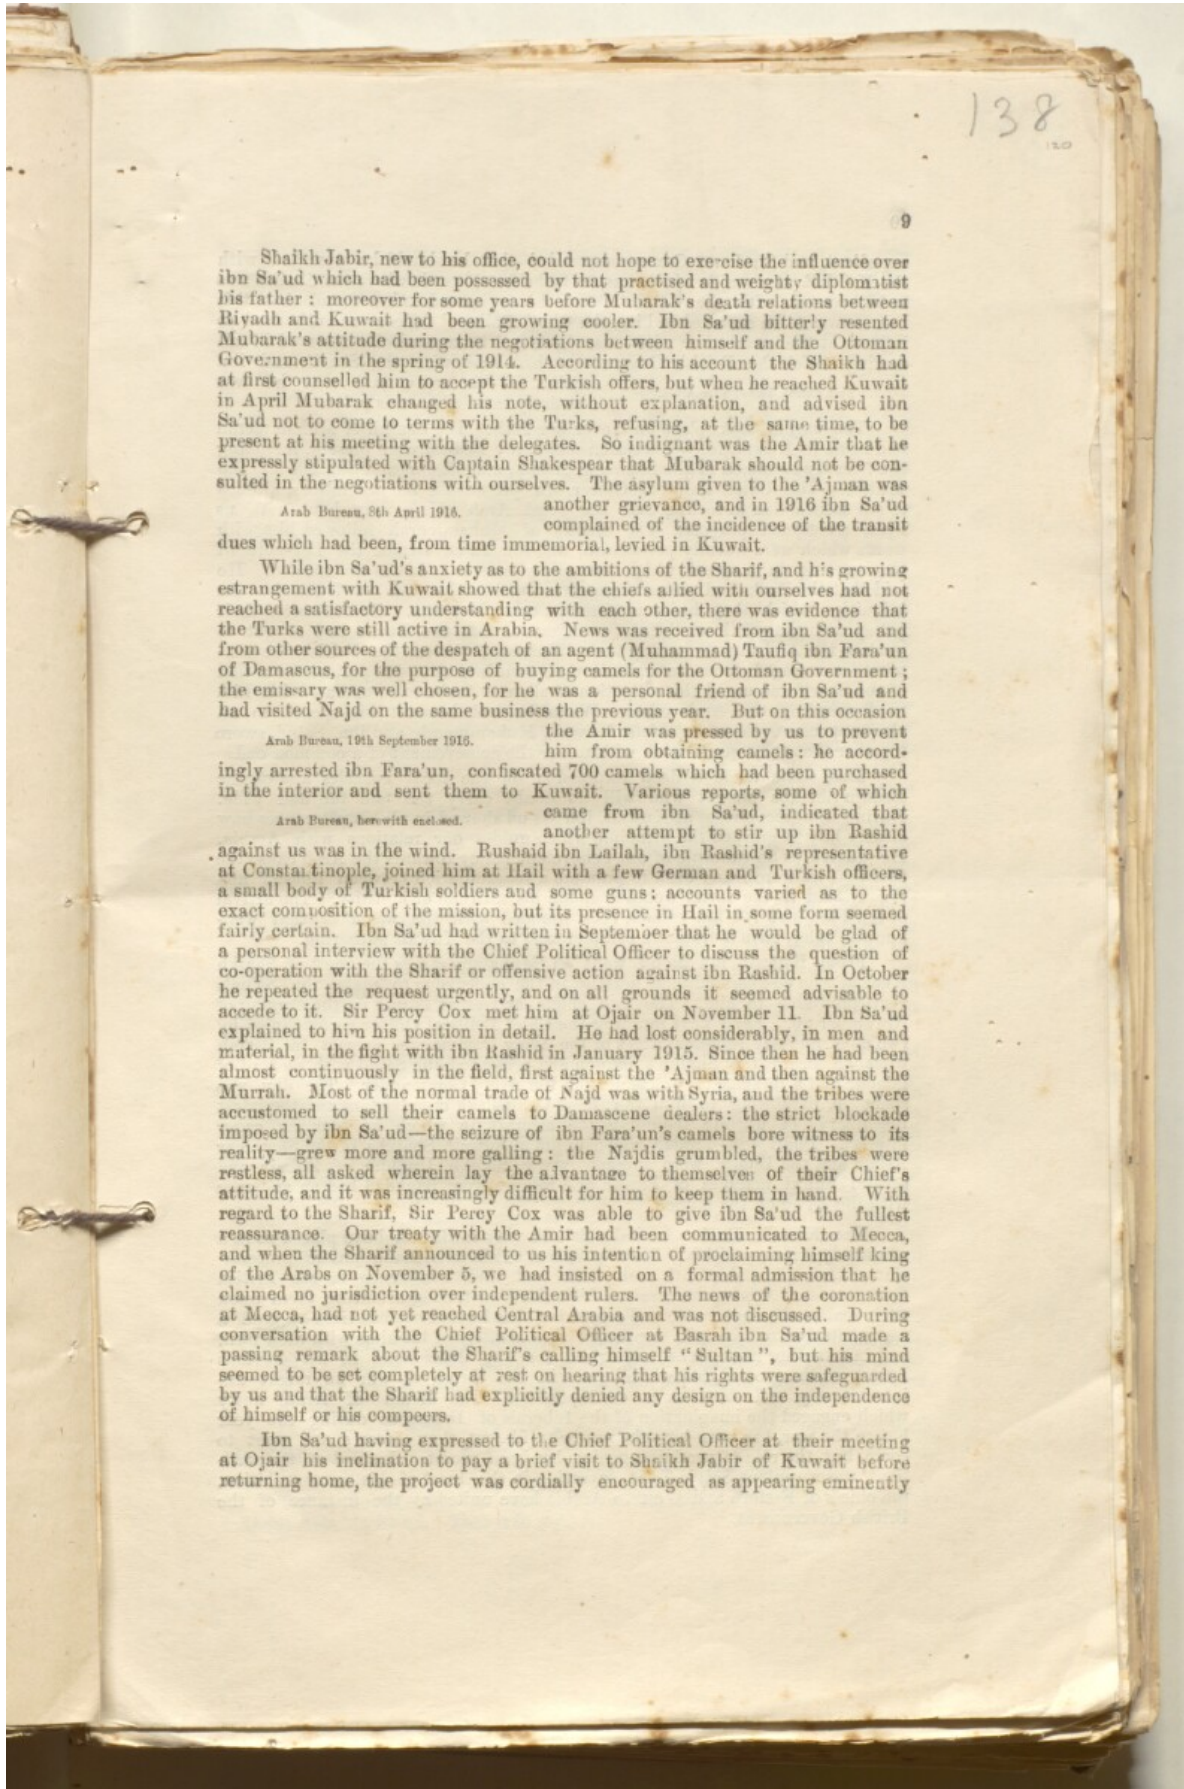 138
120
9
Shaikh Jabir, new to his office, could not hope to exercise the influence over
ibn Sa'ud which had been possessed by that practised and weighty diplomatist
his father : moreover for some years before Mubarak's death relations between
Riyadh and Kuwait had been growing cooler. Ibn Sa'ud bitterly resented
Mubarak's attitude during the negotiations between himself and the Ottoman
Government in the spring of 1914. According to his account the Shaikh had
at first counselled him to accept the Turkish offers, but when he reached Kuwait
in April Mubarak changed his note, without explanation, and advised ibn
Sa'ud not to come to terms with the Turks, refusing, at the same time, to be
present at his meeting with the delegates. So indignant was the Amir that he
expressly stipulated with Captain Shakespear that Mubarak should not be con-
sulted in the negotiations with ourselves. The asylum given to the 'Ajman was
another grievance, and in 1916 ibn Sa'ud
Arab Bureau, 8th April 1916.
complained of the incidence of the transit
dues which had been, from time immemorial, levied in Kuwait.
While ibn Sa'ud's anxiety as to the ambitions of the Sharif, and his growing
estrangement with Kuwait showed that the chiefs allied with ourselves had not
reached a satisfactory understanding with each other, there was evidence that
the Turks were still active in Arabia. News was received from ibn Sa'ud and
from other sources of the despatch of an agent (Muhammad) Taufiq ibn Fara'un
of Damascus, for the purpose of buying camels for the Ottoman Government ;
the emissary was well chosen, for he was a personal friend of ibn Sa'ud and
had visited Najd on the same business the previous year. But on this occasion
the Amir was pressed by us to prevent
Arab Bureau, 19th September 1916.
him from obtaining camels : he accord-
ingly arrested ibn Fara'un, confiscated 700 camels which had been purchased
in the interior and sent them to Kuwait. Various reports, some of which
came from ibn Sa'ud, indicated that
Arab Bureau, herewith enclosed.
another attempt to stir up ibn Rashid
against us was in the wind. Rushaid ibn Lailah, ibn Rashid's representative
at Constantinople, joined him at Hail with a few German and Turkish officers,
a small body of Turkish soldiers and some guns ; accounts varied as to the
exact composition of the mission, but its presence in Hail in some form seemed
fairly certain. Ibn Sa'ud had written in September that he would be glad of
a personal interview with the Chief Political Officer to discuss the question of
co-operation with the Sharif or offensive action against ibn Rashid. In October
he repeated the request urgently, and on all grounds it seemed advisable to
accede to it. Sir Percy Cox met him at Ojair on November 11. Ibn Sa'ud
explained to him his position in detail. He had lost considerably, in men and
material, in the fight with ibn Rashid in January 1915. Since then he had been
almost continuously in the field, first against the 'Ajman and then against the
Murrah. Most of the normal trade of Najd was with Syria, and the tribes were
accustomed to sell their camels to Damascene dealers : the strict blockade
imposed by ibn Sa'ud—the seizure of ibn Fara'un's camels bore witness to its
reality—grew more and more galling : the Najdis grumbled, the tribes were
restless, all asked wherein lay the advantage to themselves of their Chief's
attitude, and it was increasingly difficult for him to keep them in hand. With
regard to the Sharif, Sir Percy Cox was able to give ibn Sa'ud the fullest
reassurance. Our treaty with the Amir had been communicated to Mecca,
and when the Sharif announced to us his intention of proclaiming himself king
of the Arabs on November 5, we had insisted on a formal admission that he
claimed no jurisdiction over independent rulers. The news of the coronation
at Mecca, had not yet reached Central Arabia and was not discussed. During
conversation with the Chief Political Officer at Basrah ibn Sa'ud made a
passing remark about the Sharif's calling himself "Sultan", but his mind
seemed to be set completely at rest on hearing that his rights were safeguarded
by us and that the Sharif had explicitly denied any design on the independence
of himself or his compeers.
Ibn Sa'ud having expressed to the Chief Political Officer at their meeting
at Ojair his inclination to pay a brief visit to Shaikh Jabir of Kuwait before
returning home, the project was cordially encouraged as appearing eminently